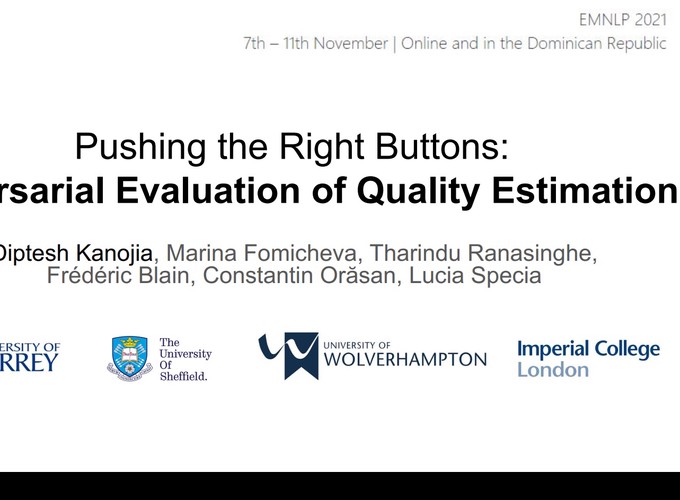 EMNLP 2021
7th – 11th November | Online and in the Dominican Republic
Pushing the Right Buttons:
rsarial Evaluation of Quality Estimation
Diptesh Kanojia, Marina Fomicheva, Tharindu Ranasinghe,
Frédéric Blain, Constantin Orăsan, Lucia Specia
ERSITY OF
RREY
The
University
Of
Sheffield.
UNIVERSITY OF
WOLVERHAMPTON
Imperial College
London